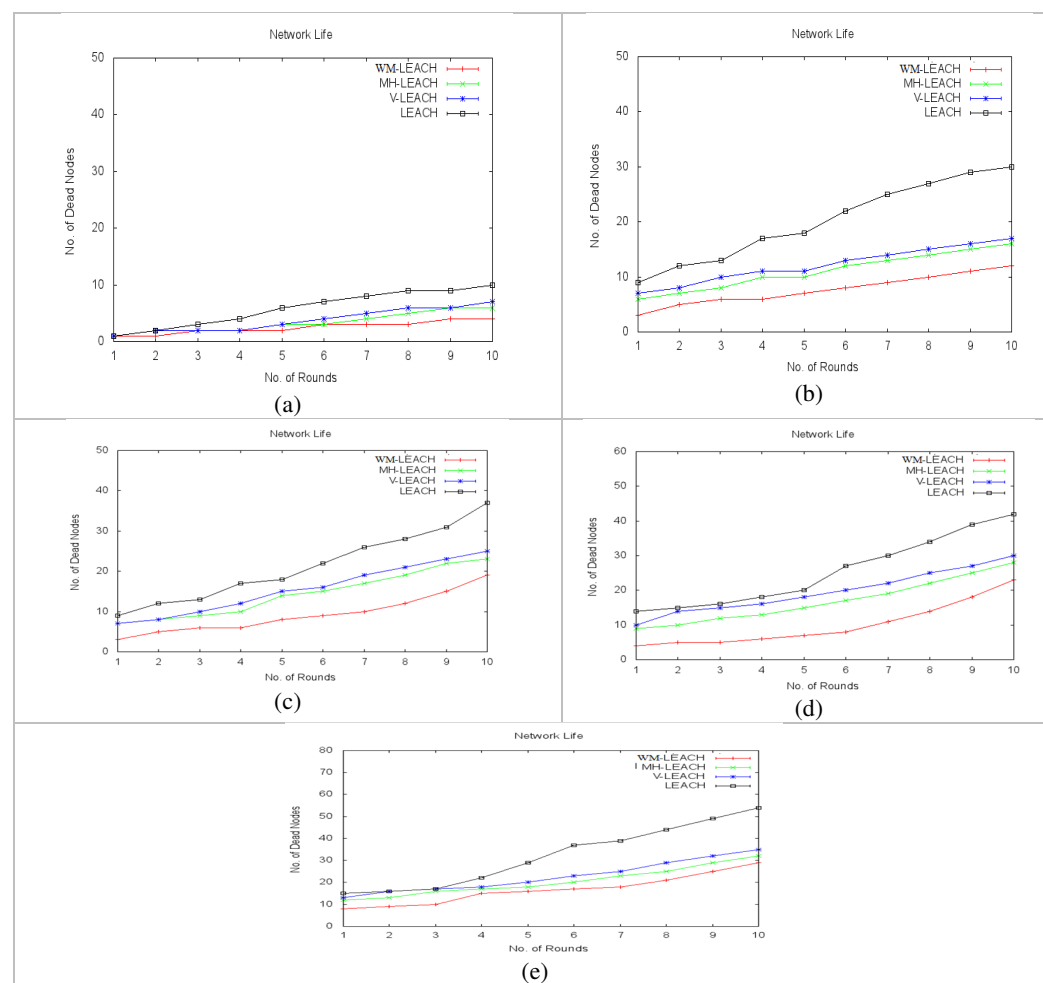 Network Life
50
40
30
20
10
0
No. of Dead Nodes
WM-LEACH
MH-LEACH
V-LEACH
LEACH
1 2 3 4 5 6 7 8 9 10
No. of Rounds
(a)
Network Life
50
40
30
20
10
0
No. of Dead Nodes
WM-LEACH
MH-LEACH
V-LEACH
LEACH
1 2 3 4 5 6 7 8 9 10
No. of Rounds
(b)
Network Life
50
40
30
20
10
0
No. of Dead Nodes
WM-LEACH
MH-LEACH
V-LEACH
LEACH
1 2 3 4 5 6 7 8 9 10
No. of Rounds
(c)
Network Life
60
50
40
30
20
10
0
No. of Dead Nodes
WM-LEACH
MH-LEACH
V-LEACH
LEACH
1 2 3 4 5 6 7 8 9 10
No. of Rounds
(d)
Network Life
80
70
60
50
40
30
20
10
0
No. of Dead Nodes
WM-LEACH
MH-LEACH
V-LEACH
LEACH
1 2 3 4 5 6 7 8 9 10
No. of Rounds
(e)